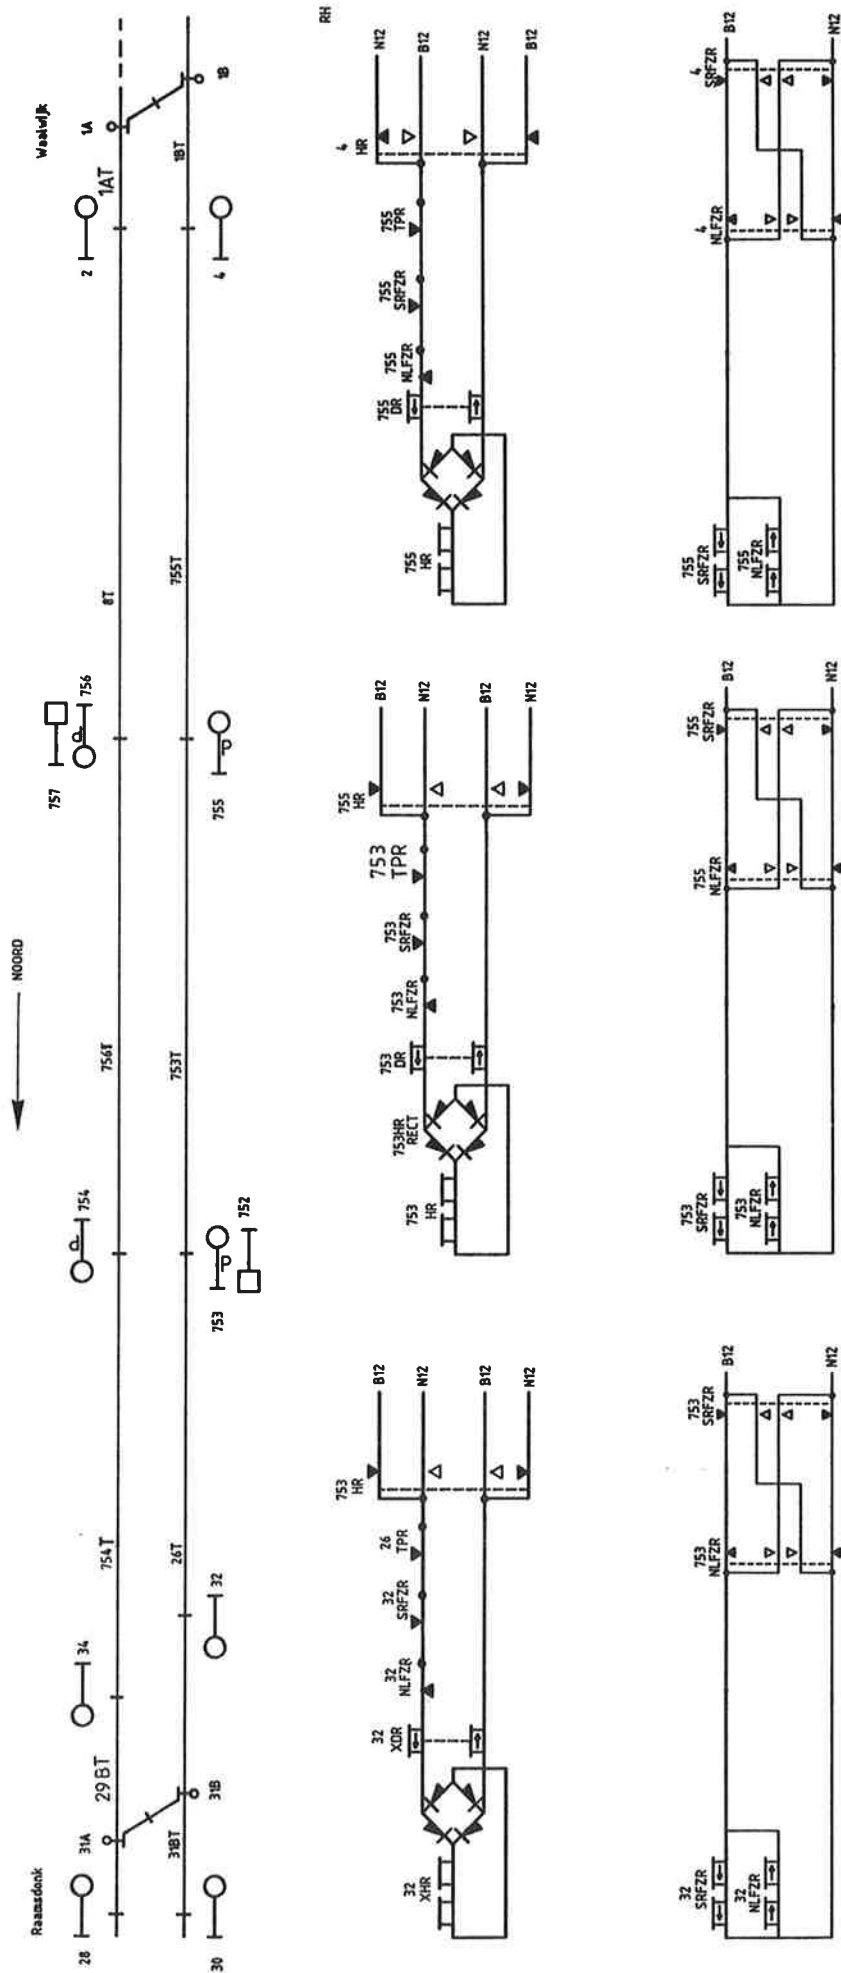 NOORD
Raamsdonk
Waalwijk
28
31A
29BT
34
754T
754
756T
757
756
8T
2
1AT
1A
30
31BT
31B
32
26T
753
752
753T
755
755T
4
1BT
1B
RH
32
XHR
32
XDR
32
NLFZR
32
SRFZR
26
TPR
753
HR
B12
N12
B12
N12
753
HR
753HR
RECT
753
DR
753
NLFZR
753
SRFZR
753
TPR
755
HR
B12
N12
B12
N12
755
HR
755
DR
755
NLFZR
755
SRFZR
755
TPR
4
HR
N12
B12
N12
B12
32
SRFZR
32
NLFZR
753
NLFZR
753
SRFZR
B12
N12
753
SRFZR
753
NLFZR
755
NLFZR
755
SRFZR
B12
N12
755
SRFZR
755
NLFZR
4
NLFZR
4
SRFZR
B12
N12